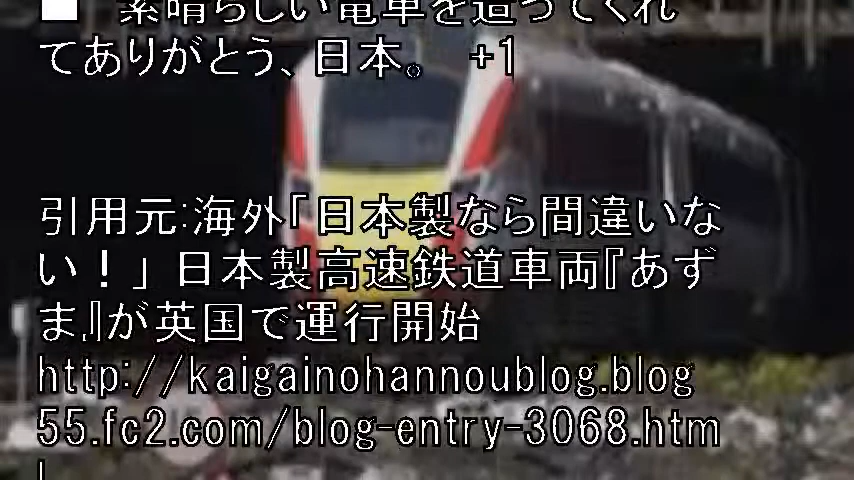 ■　素晴らしい電車を造ってくれ
てありがとう、日本。　+1
引用元:海外「日本製なら間違いな
い！」日本製高速鉄道車両『あず
ま』が英国で運行開始
http://kaigainohannoublog.blog
55.fc2.com/blog-entry-3068.htm
l